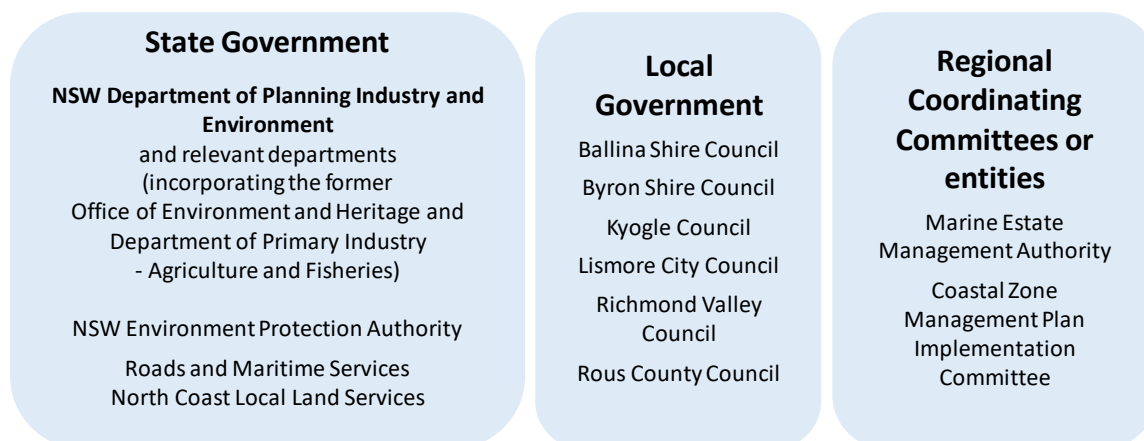 State Government
NSW Department of Planning Industry and
Environment
and relevant departments
(incorporating the former
Office of Environment and Heritage and
Department of Primary Industry
- Agriculture and Fisheries)
NSW Environment Protection Authority
Roads and Maritime Services
North Coast Local Land Services
Local
Government
Ballina Shire Council
Byron Shire Council
Kyogle Council
Lismore City Council
Richmond Valley
Council
Rous County Council
Regional
Coordinating
Committees or
entities
Marine Estate
Management Authority
Coastal Zone
Management Plan
Implementation
Committee